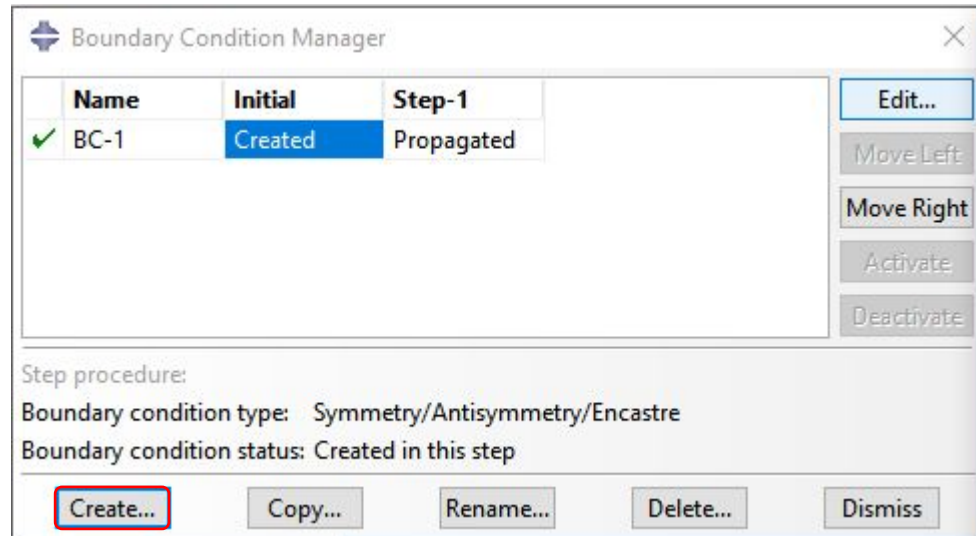 Boundary Condition Manager
Name Initial Step-1 Edit...
BC-1 Created Propagated
Move Left
Move Right
Activate
Deactivate
Step procedure:
Boundary condition type: Symmetry/Antisymmetry/Encastre
Boundary condition status: Created in this step
Create... Copy... Rename... Delete... Dismiss